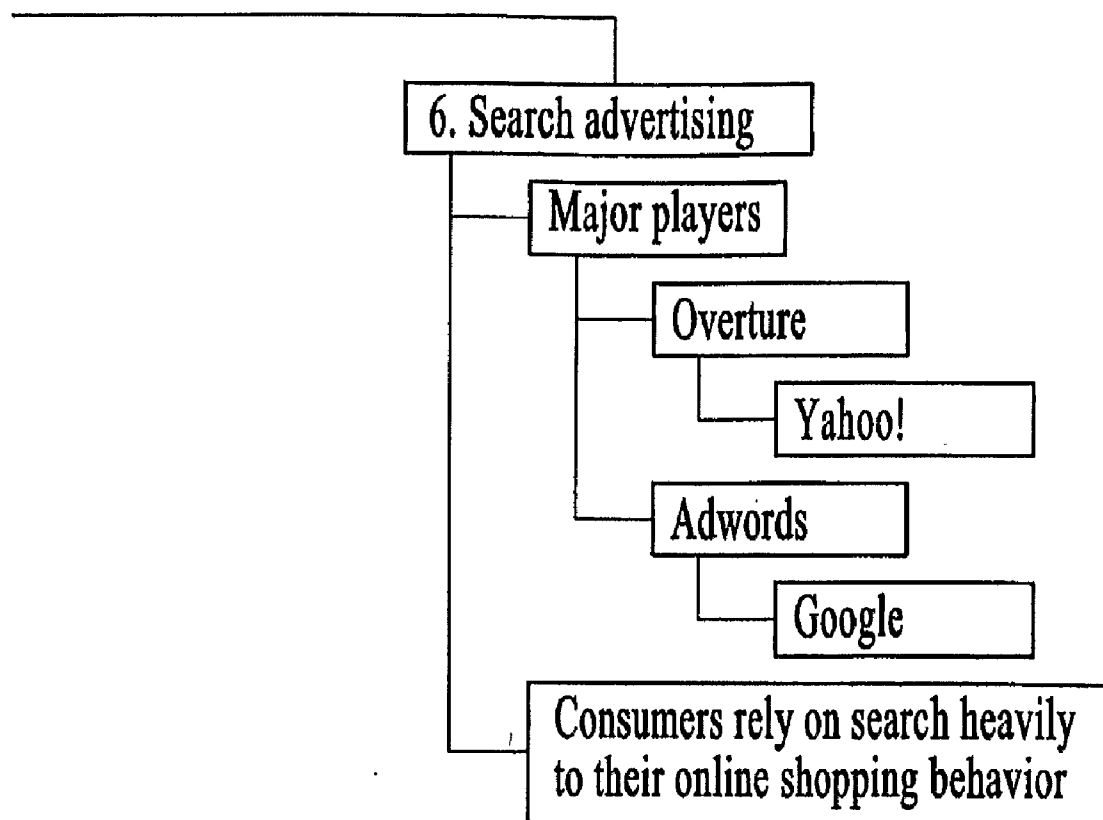 6. Search advertising
Major players
Overture
Yahoo!
Adwords
Google
Consumers rely on search heavily
to their online shopping behavior